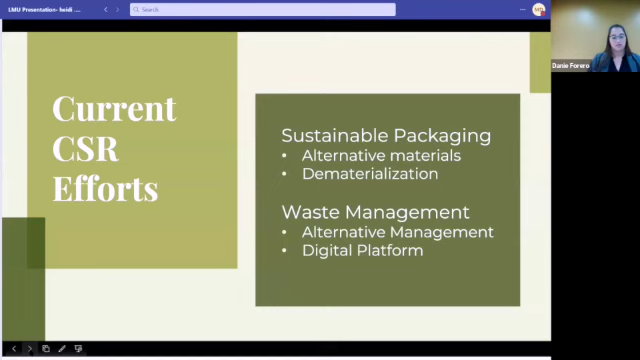 LMU Presentation- heidi ...
Search
MD
Danie Forero
Current
CSR
Efforts
Sustainable Packaging
• Alternative materials
• Dematerialization
Waste Management
• Alternative Management
• Digital Platform